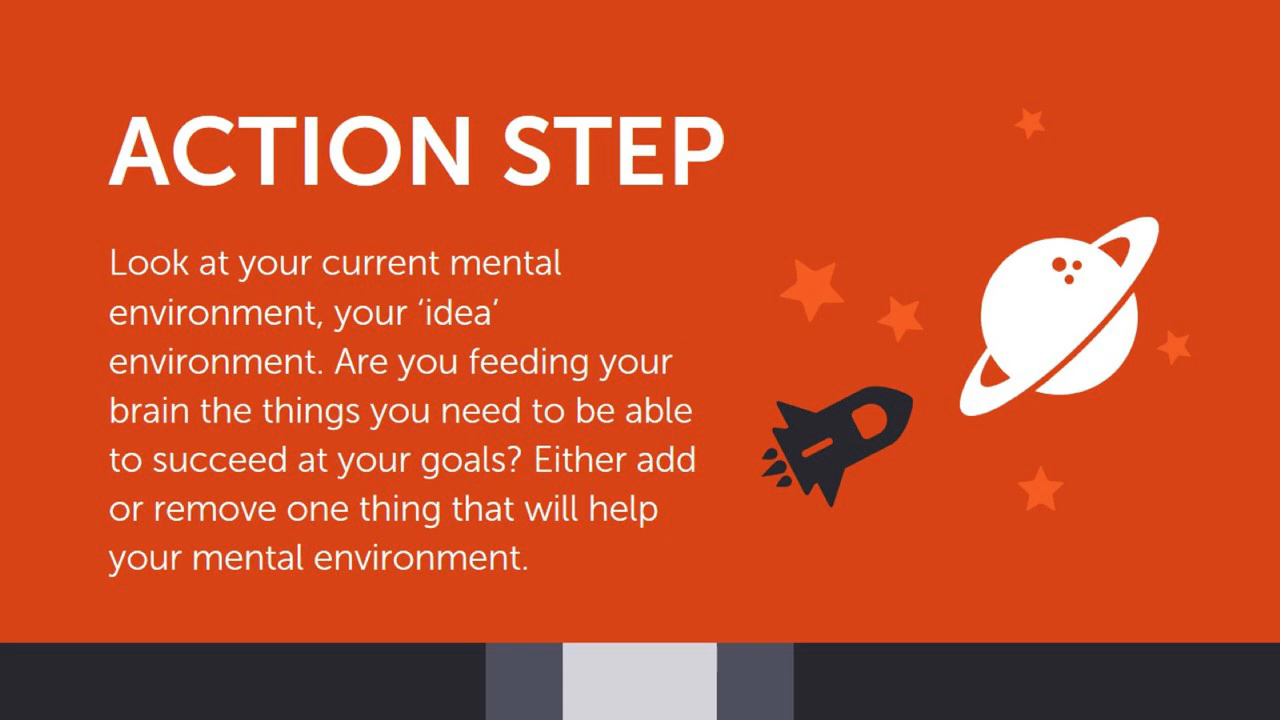 ACTION STEP
Look at your current mental
environment, your ‘idea’
environment. Are you feeding your
brain the things you need to be able
to succeed at your goals? Either add
or remove one thing that will help
your mental environment.